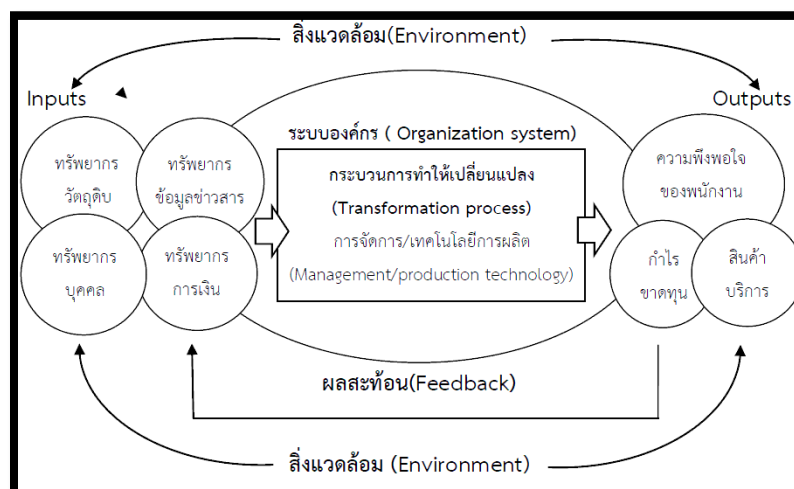 สิ่งแวดล้อม(Environment)
Inputs
Outputs
ทรัพยากร
วัตถุดิบ
ทรัพยากร
ข้อมูลข่าวสาร
ทรัพยากร
บุคคล
ทรัพยากร
การเงิน
ระบบองค์กร ( Organization system)
กระบวนการทำให้เปลี่ยนแปลง
(Transformation process)
การจัดการ/เทคโนโลยีการผลิต
(Management/production technology)
ความพึงพอใจ
ของพนักงาน
กำไร
ขาดทุน
สินค้า
บริการ
ผลสะท้อน(Feedback)
สิ่งแวดล้อม (Environment)